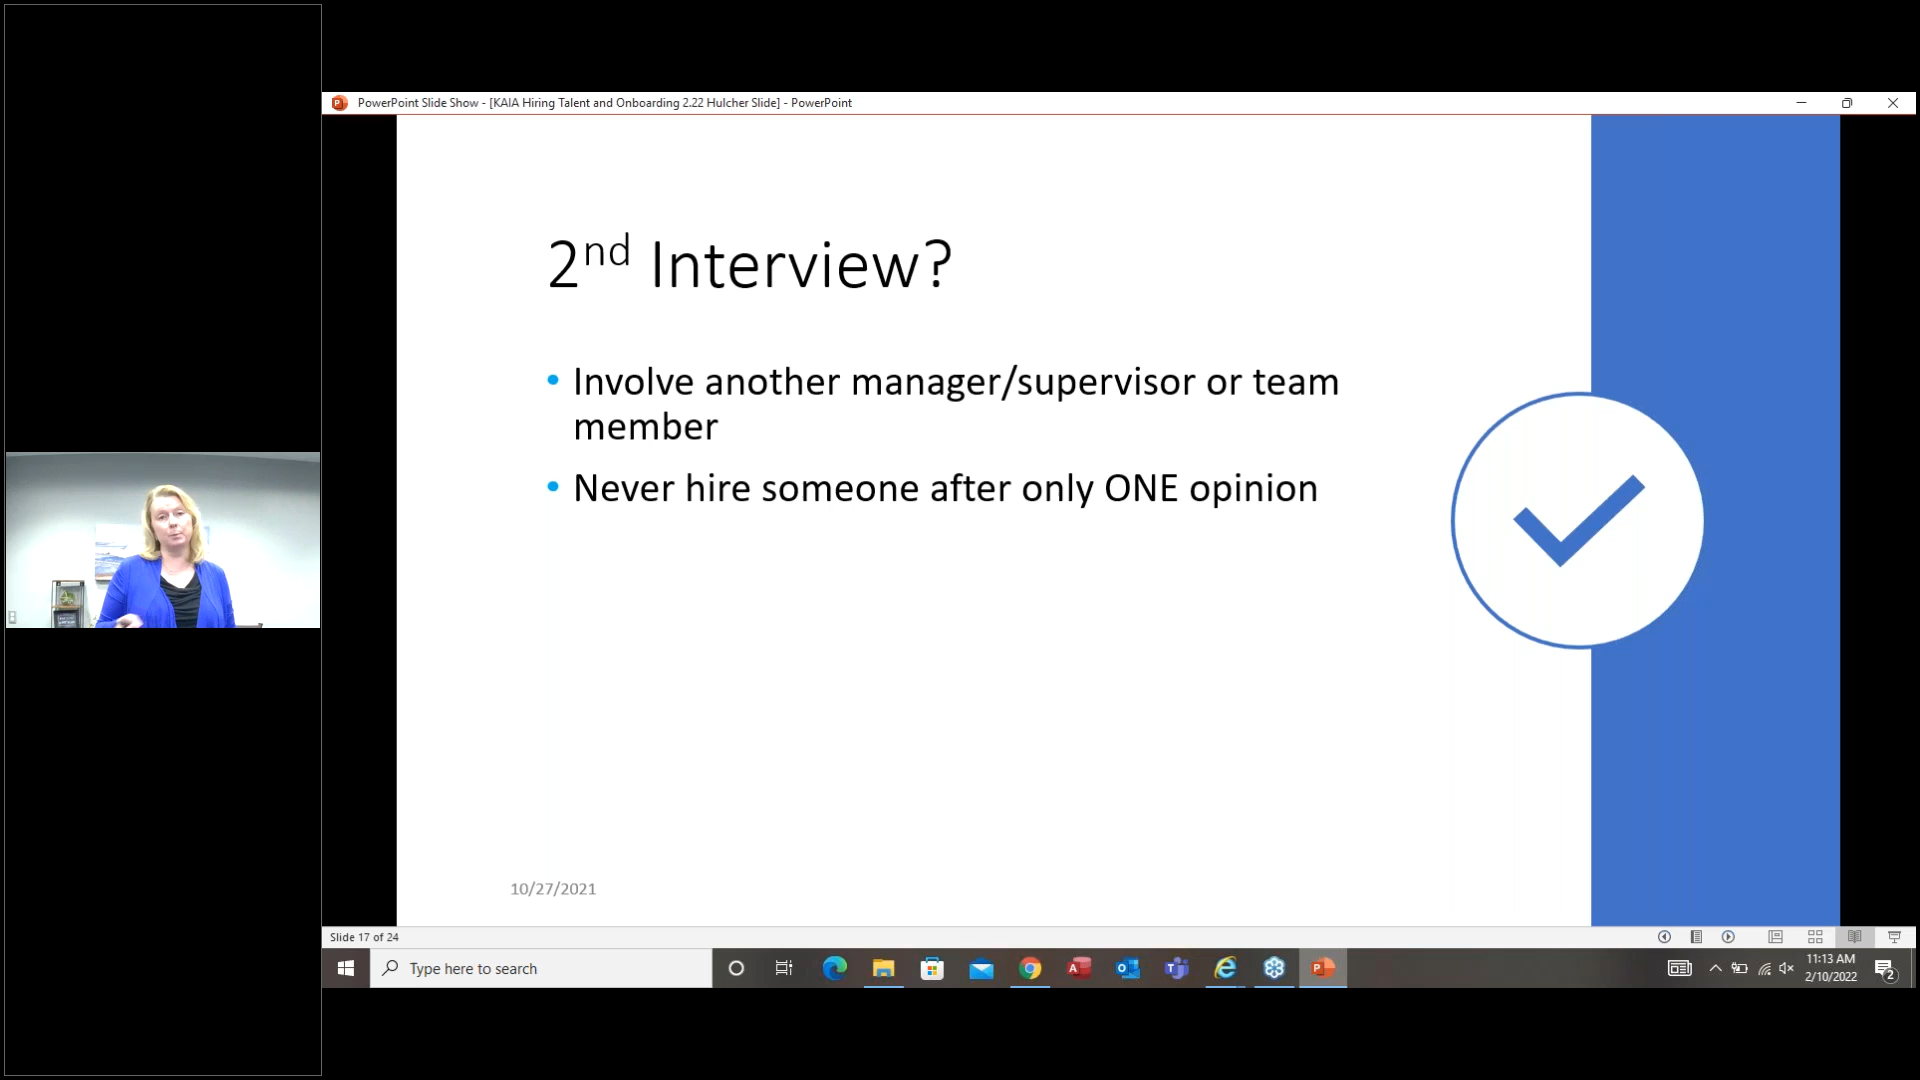 PowerPoint Slide Show - [KAIA Hiring Talent and Onboarding 2.22 Hulcher Slide] - PowerPoint
2nd Interview?
• Involve another manager/supervisor or team
member
• Never hire someone after only ONE opinion
10/27/2021
Slide 17 of 24
Type here to search
11:13 AM
2/10/2022
2